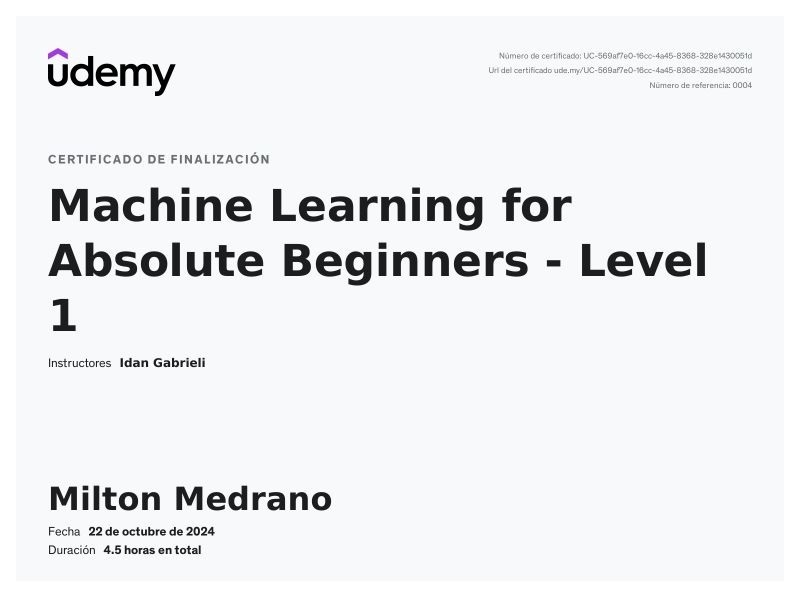 udemy
Número de certificado: UC-569af7e0-16cc-4a45-8368-328e1430051d
Url del certificado ude.my/UC-569af7e0-16cc-4a45-8368-328e1430051d
Número de referencia: 0004
CERTIFICADO DE FINALIZACIÓN
Machine Learning for
Absolute Beginners - Level
1
Instructores Idan Gabrieli
Milton Medrano
Fecha 22 de octubre de 2024
Duración 4.5 horas en total